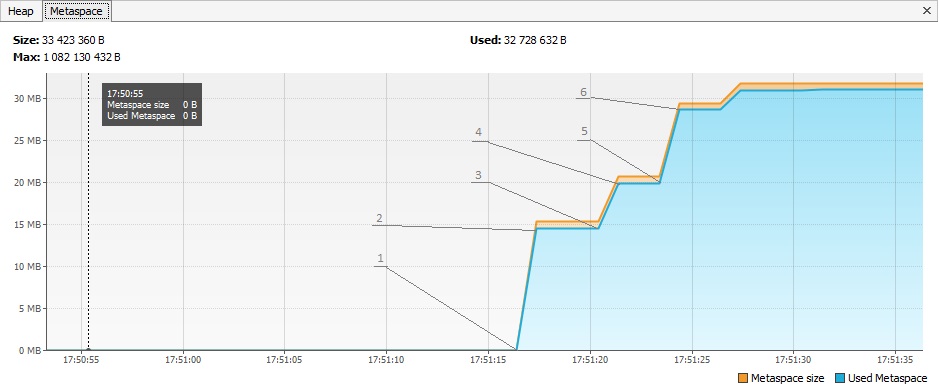 Heap Metaspace
Size: 33 423 360 B Used: 32 728 632 B
Max: 1 082 130 432 B
30 MB
25 MB
20 MB
15 MB
10 MB
5 MB
0 MB
17:50:55
Metaspace size 0 B
Used Metaspace 0 B
6
4
5
3
2
1
17:50:55 17:51:00 17:51:05 17:51:10 17:51:15 17:51:20 17:51:25 17:51:30 17:51:35
Metaspace size Used Metaspace